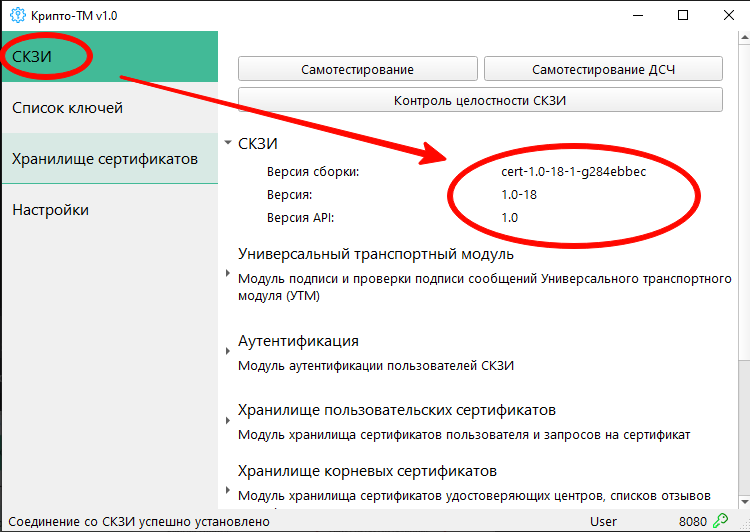 Крипто-ТМ v1.0
СКЗИ
Список ключей
Хранилище сертификатов
Настройки
Самотестирование
Самотестирование ДСЧ
Контроль целостности СКЗИ
СКЗИ
Версия сборки: cert-1.0-18-1-g284ebbec
Версия: 1.0-18
Версия API: 1.0
Универсальный транспортный модуль
Модуль подписи и проверки подписи сообщений Универсального транспортного
модуля (УТМ)
Аутентификация
Модуль аутентификации пользователей СКЗИ
Хранилище пользовательских сертификатов
Модуль хранилища сертификатов пользователя и запросов на сертификат
Хранилище корневых сертификатов
Модуль хранилища сертификатов удостоверяющих центров, списков отзывов
Соединение со СКЗИ успешно установлено
User
8080